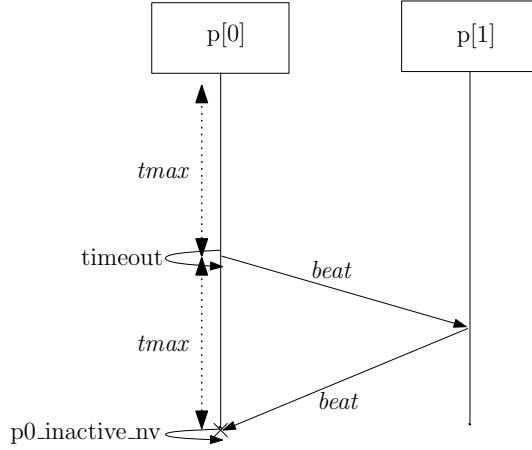 p[0]
p[1]
tmax
timeout
beat
tmax
beat
p0_inactive_nv